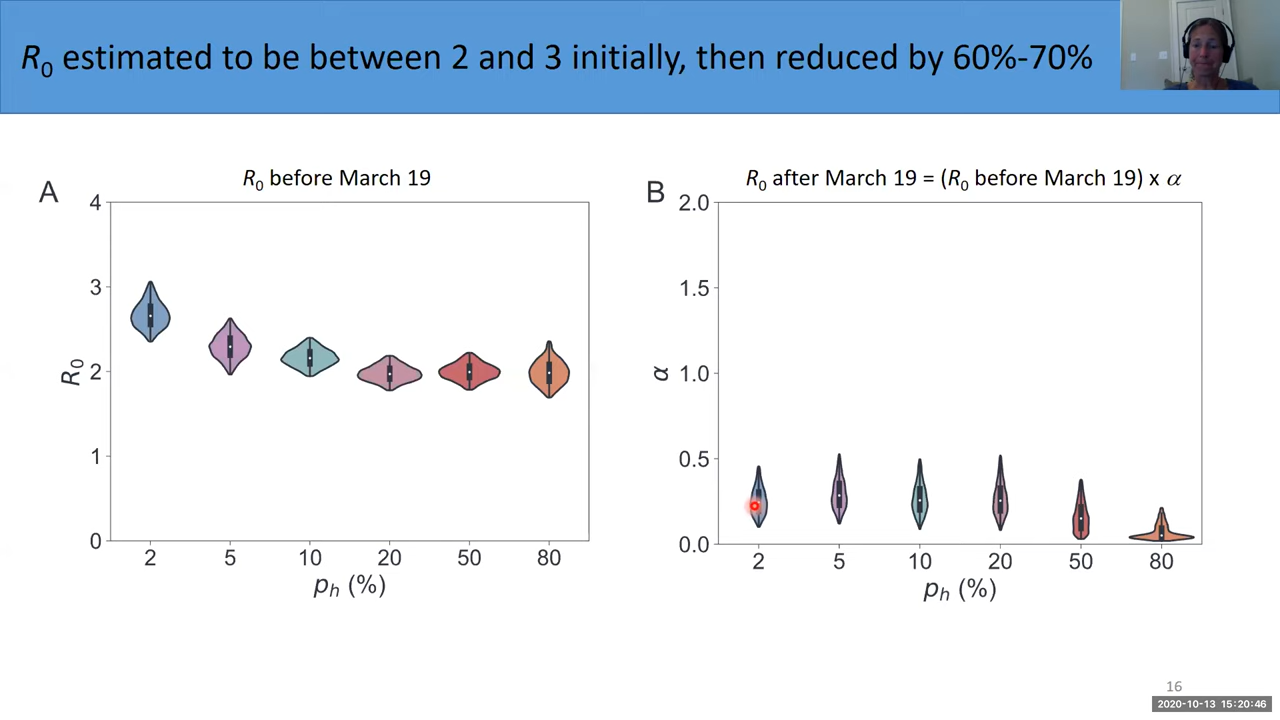 R₀ estimated to be between 2 and 3 initially, then reduced by 60%-70%
A
R₀ before March 19
4
3
2
1
0
R₀
2 5 10 20 50 80
pₕ (%)
B
R₀ after March 19 = (R₀ before March 19) x α
2.0
1.5
1.0
0.5
0.0
α
2 5 10 20 50 80
pₕ (%)
16
2020-10-13 15:20:46